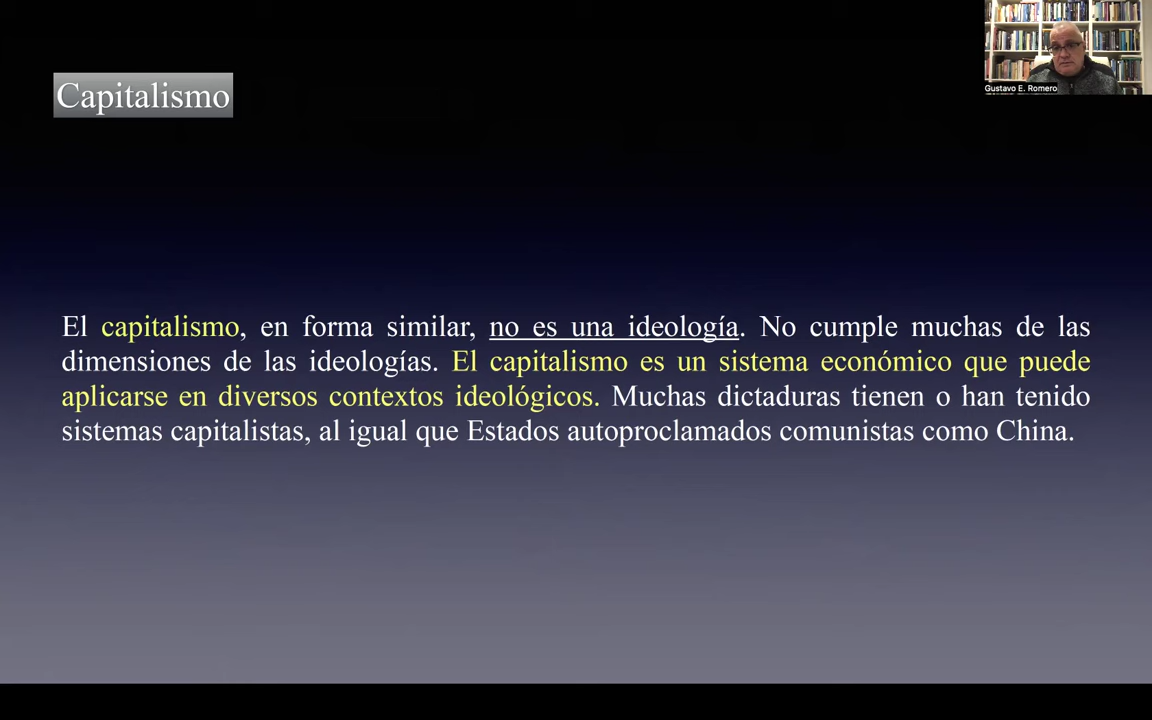 Gustavo E. Romero
Capitalismo
El capitalismo, en forma similar, no es una ideología. No cumple muchas de las
dimensiones de las ideologías. El capitalismo es un sistema económico que puede
aplicarse en diversos contextos ideológicos. Muchas dictaduras tienen o han tenido
sistemas capitalistas, al igual que Estados autoproclamados comunistas como China.